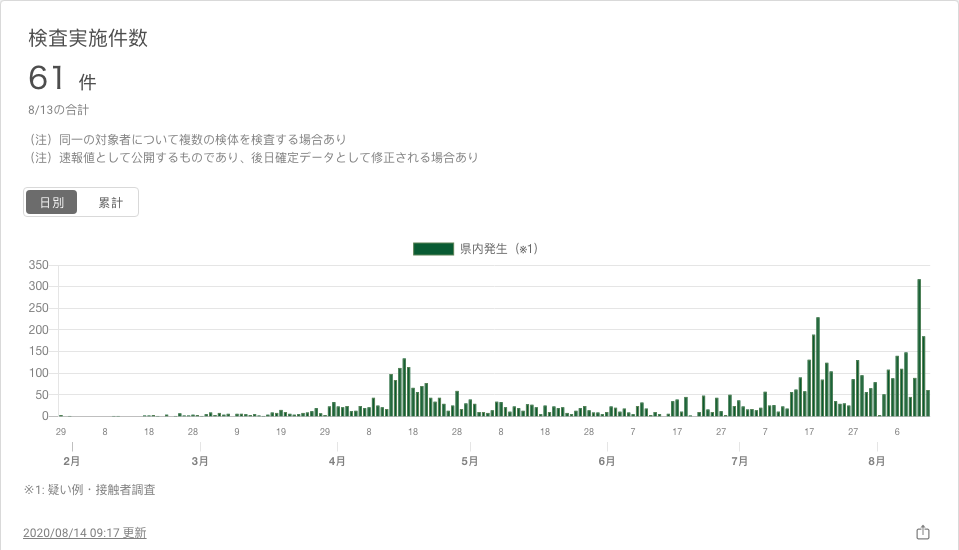 検査実施件数
61 件
8/13の合計
（注）同一の対象者について複数の検体を検査する場合あり
（注）速報値として公開するものであり、後日確定データとして修正される場合あり
日別 累計
県内発生（※1）
350
300
250
200
150
100
50
0
29 8 18 28 9 19 29 8 18 28 8 18 28 7 17 27 7 17 27 6
2月 3月 4月 5月 6月 7月 8月
※1: 疑い例・接触者調査
2020/08/14 09:17 更新